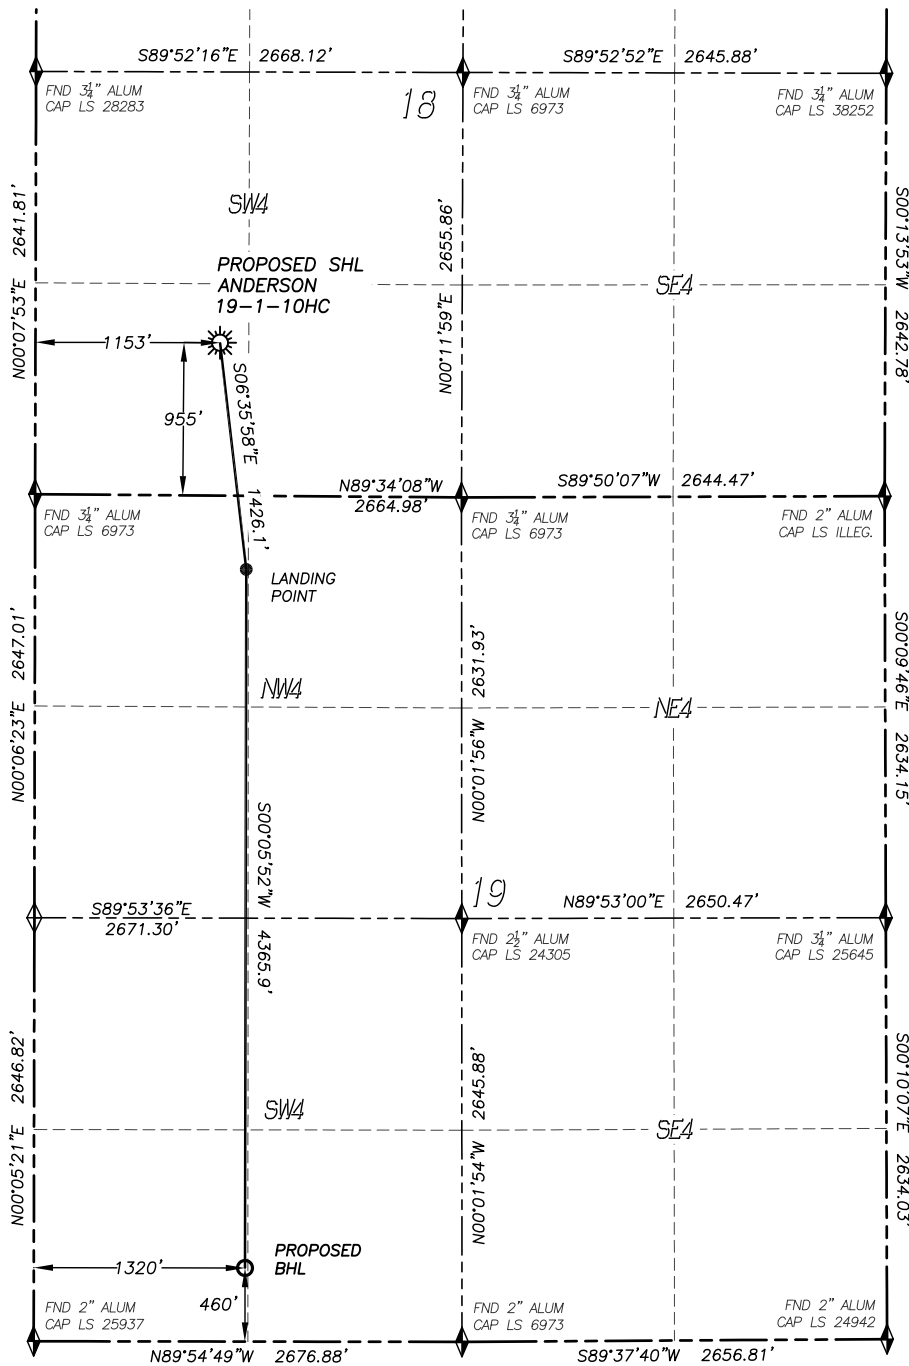 S89°52'16"E 2668.12'
S89°52'52"E 2645.88'
FND 3¼" ALUM
CAP LS 28283
18
FND 3¼" ALUM
CAP LS 6973
FND 3¼" ALUM
CAP LS 38252
N00°07'53"E 2641.81'
SW4
N00°11'59"E 2655.86'
S00°13'53"W 2642.78'
PROPOSED SHL
ANDERSON
19-1-10HC
SE4
1153'
955'
S06°35'58"E 1426.1'
N89°34'08"W
2664.98'
S89°50'07"W 2644.47'
FND 3¼" ALUM
CAP LS 6973
FND 3¼" ALUM
CAP LS 6973
FND 2" ALUM
CAP LS ILLEG.
LANDING
POINT
N00°06'23"E 2647.01'
NW4
N00°01'56"W 2631.93'
NE4
S00°09'46"E 2634.15'
S00°05'52"W 4365.9'
S89°53'36"E
2671.30'
19
N89°53'00"E 2650.47'
FND 2½" ALUM
CAP LS 24305
FND 3¼" ALUM
CAP LS 25645
N00°05'21"E 2646.82'
SW4
N00°01'54"W 2645.88'
SE4
S00°10'07"E 2634.03'
PROPOSED
BHL
1320'
460'
FND 2" ALUM
CAP LS 25937
FND 2" ALUM
CAP LS 6973
FND 2" ALUM
CAP LS 24942
N89°54'49"W 2676.88'
S89°37'40"W 2656.81'